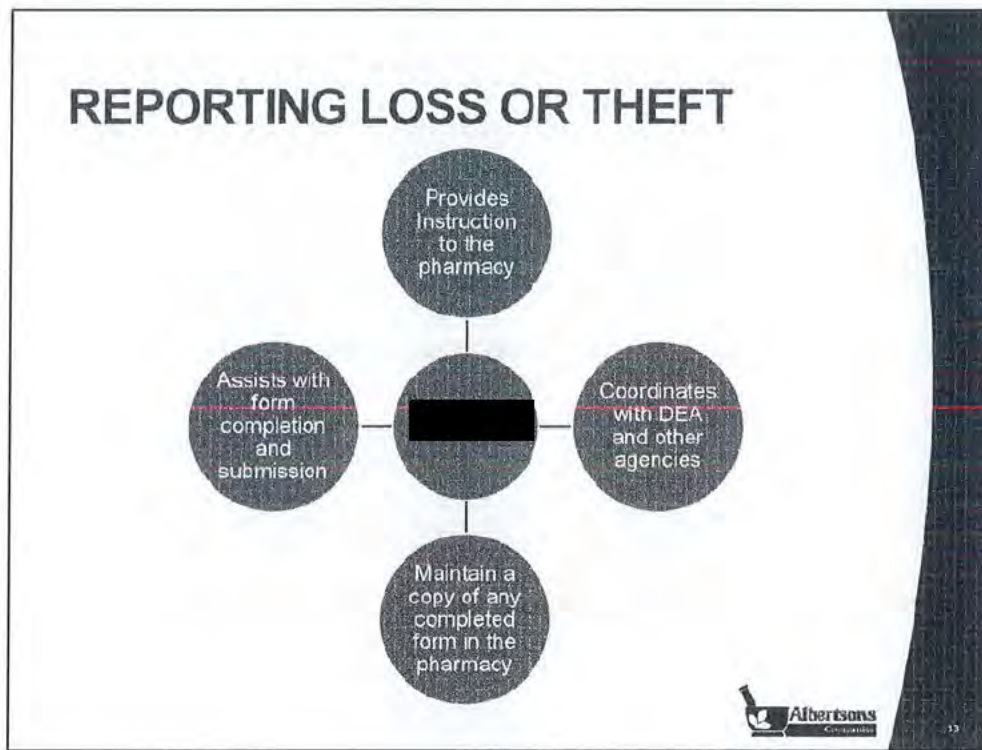 REPORTING LOSS OR THEFT
Provides
Instruction
to the
pharmacy
Assists with
form
completion
and
submission
Coordinates
with DEA
and other
agencies
Maintain a
copy of any
completed
form in the
pharmacy
Albertsons
Companies
13